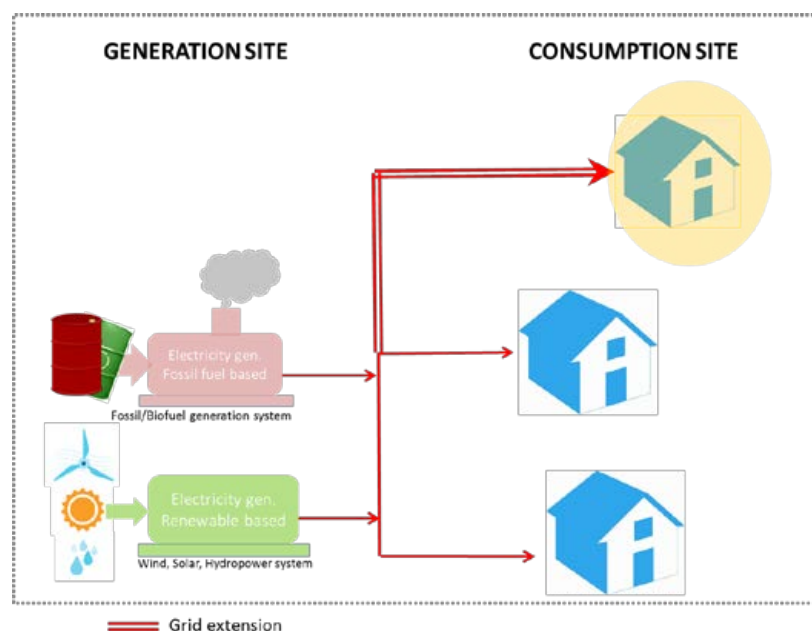 GENERATION SITE
CONSUMPTION SITE
Electricity gen.
Fossil fuel based
Fossil/Biofuel generation system
Electricity gen.
Renewable based
Wind, Solar, Hydropower system
Grid extension